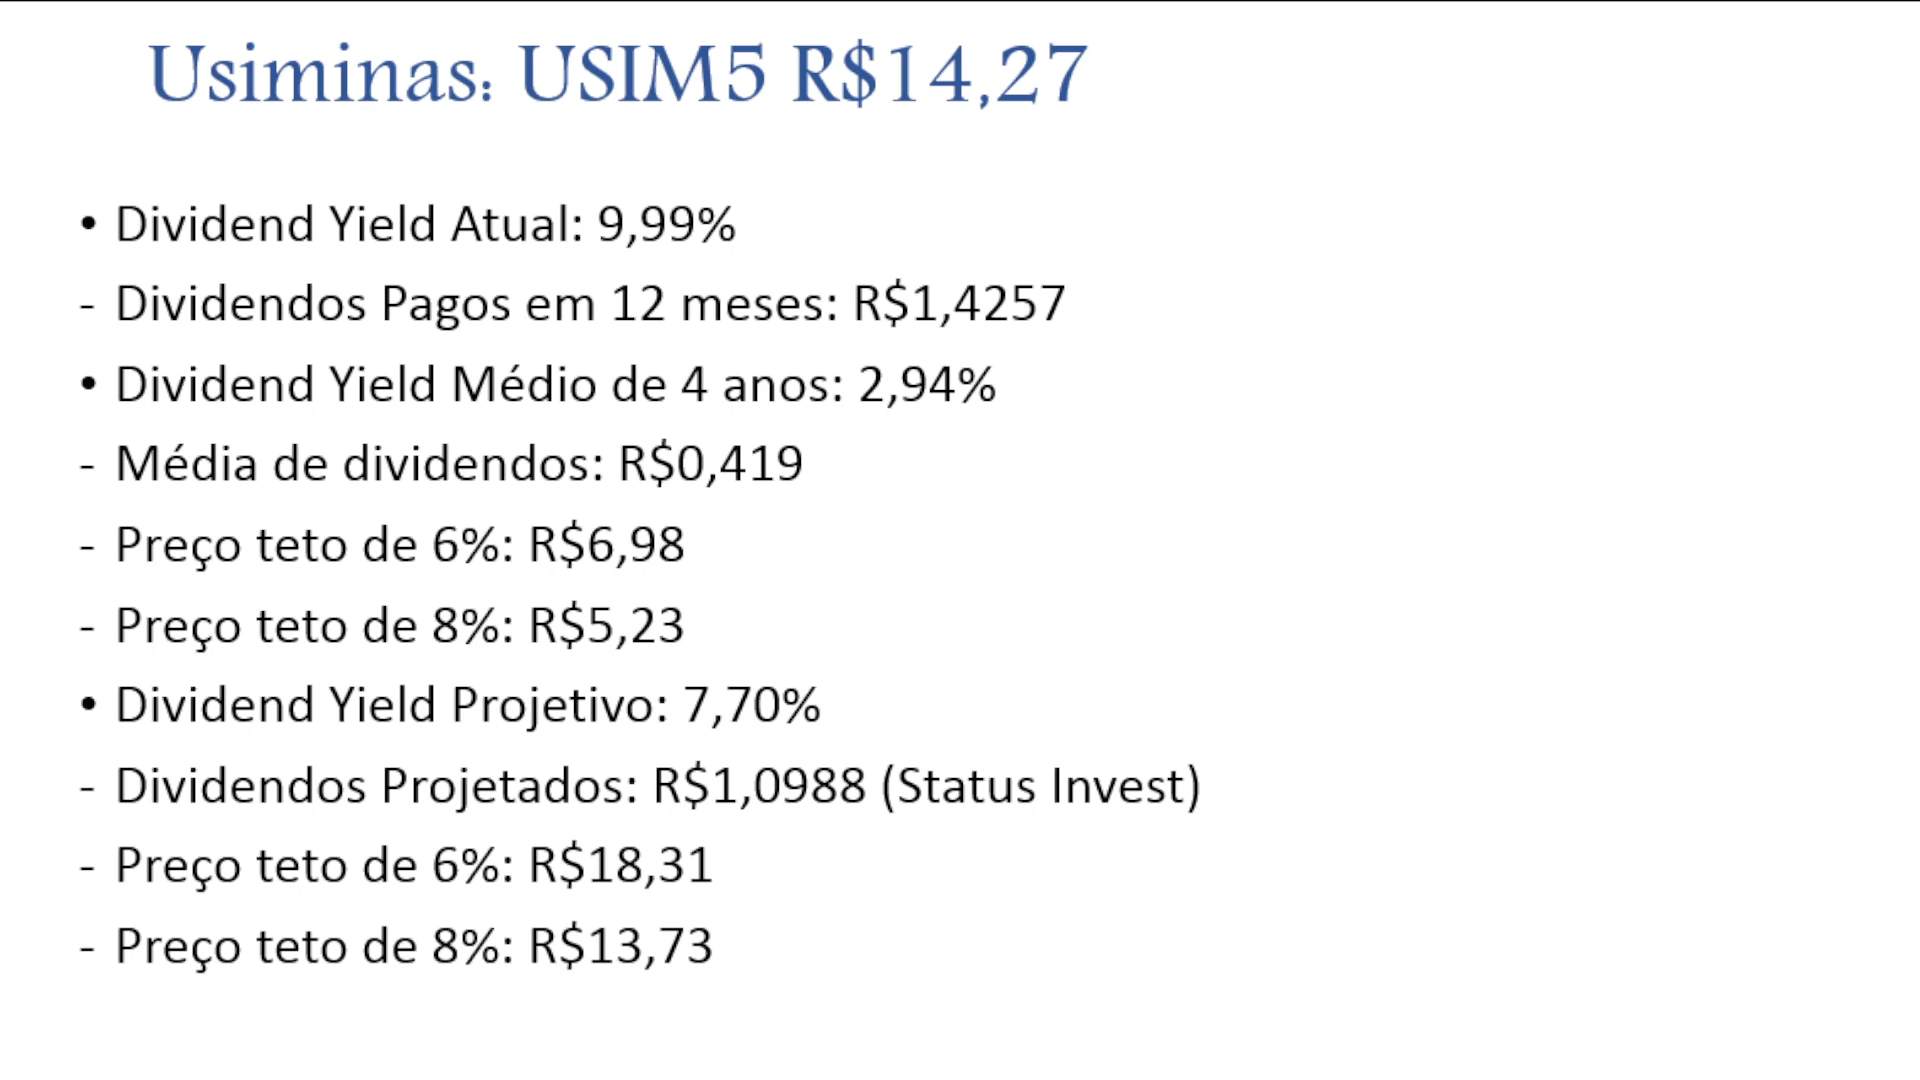 Usiminas: USIM5 R$14,27
• Dividend Yield Atual: 9,99%
- Dividendos Pagos em 12 meses: R$1,4257
• Dividend Yield Médio de 4 anos: 2,94%
- Média de dividendos: R$0,419
- Preço teto de 6%: R$6,98
- Preço teto de 8%: R$5,23
• Dividend Yield Projetivo: 7,70%
- Dividendos Projetados: R$1,0988 (Status Invest)
- Preço teto de 6%: R$18,31
- Preço teto de 8%: R$13,73